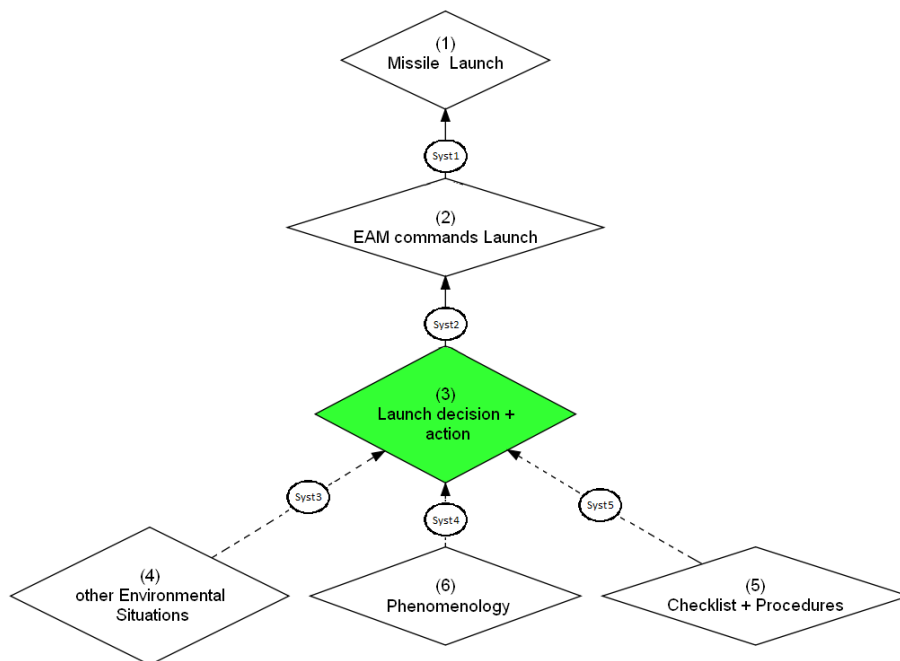 (1)
Missile Launch
Syst1
(2)
EAM commands Launch
Syst2
(3)
Launch decision +
action
Syst3
Syst4
Syst5
(4)
other Environmental
Situations
(6)
Phenomenology
(5)
Checklist + Procedures